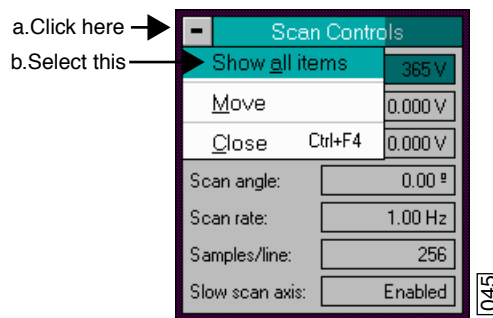 a.Click here
Scan Controls
b.Select this
Show all items
365 V
Move
0.000 V
Close Ctrl+F4
0.000 V
Scan angle: 0.00 º
Scan rate: 1.00 Hz
Samples/line: 256
Slow scan axis: Enabled
045